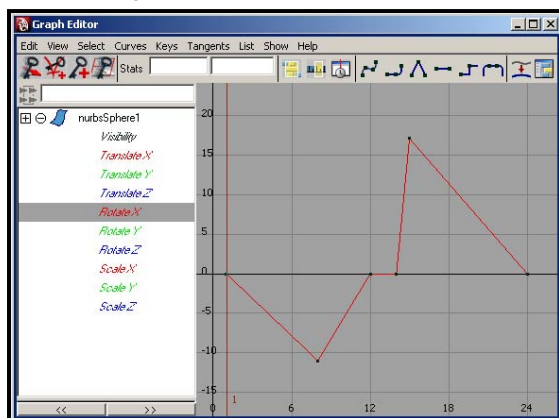 Graph Editor
Edit View Select Curves Keys Tangents List Show Help
Stats
nurbsSphere1
Visibility
Translate X
Translate Y
Translate Z
Rotate X
Rotate Y
Rotate Z
Scale X
Scale Y
Scale Z
<< >>
20
15
10
5
0
-5
-10
-15
1
0 6 12 18 24